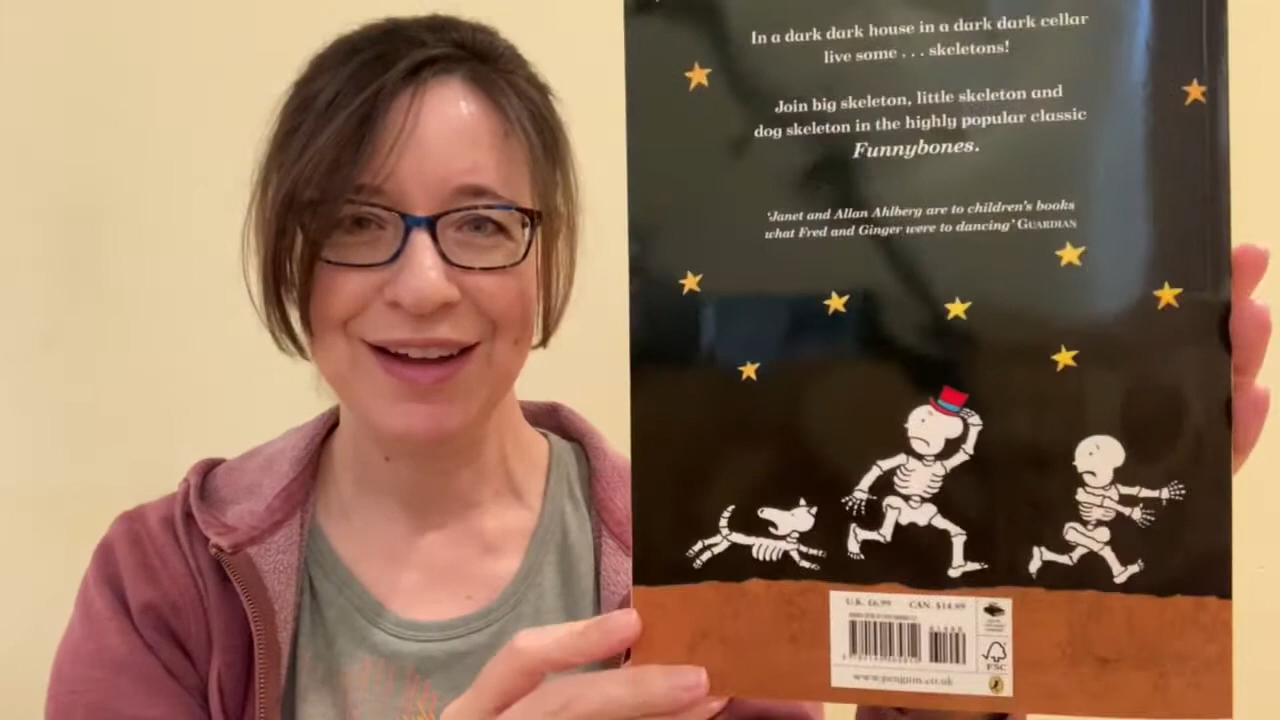 In a dark dark house in a dark dark cellar
live some . . . skeletons!
Join big skeleton, little skeleton and
dog skeleton in the highly popular classic
Funnybones.
'Janet and Allan Ahlberg are to children's books
what Fred and Ginger were to dancing' GUARDIAN
U.K. £6.99 CAN. $14.99
www.penguin.co.uk
FSC